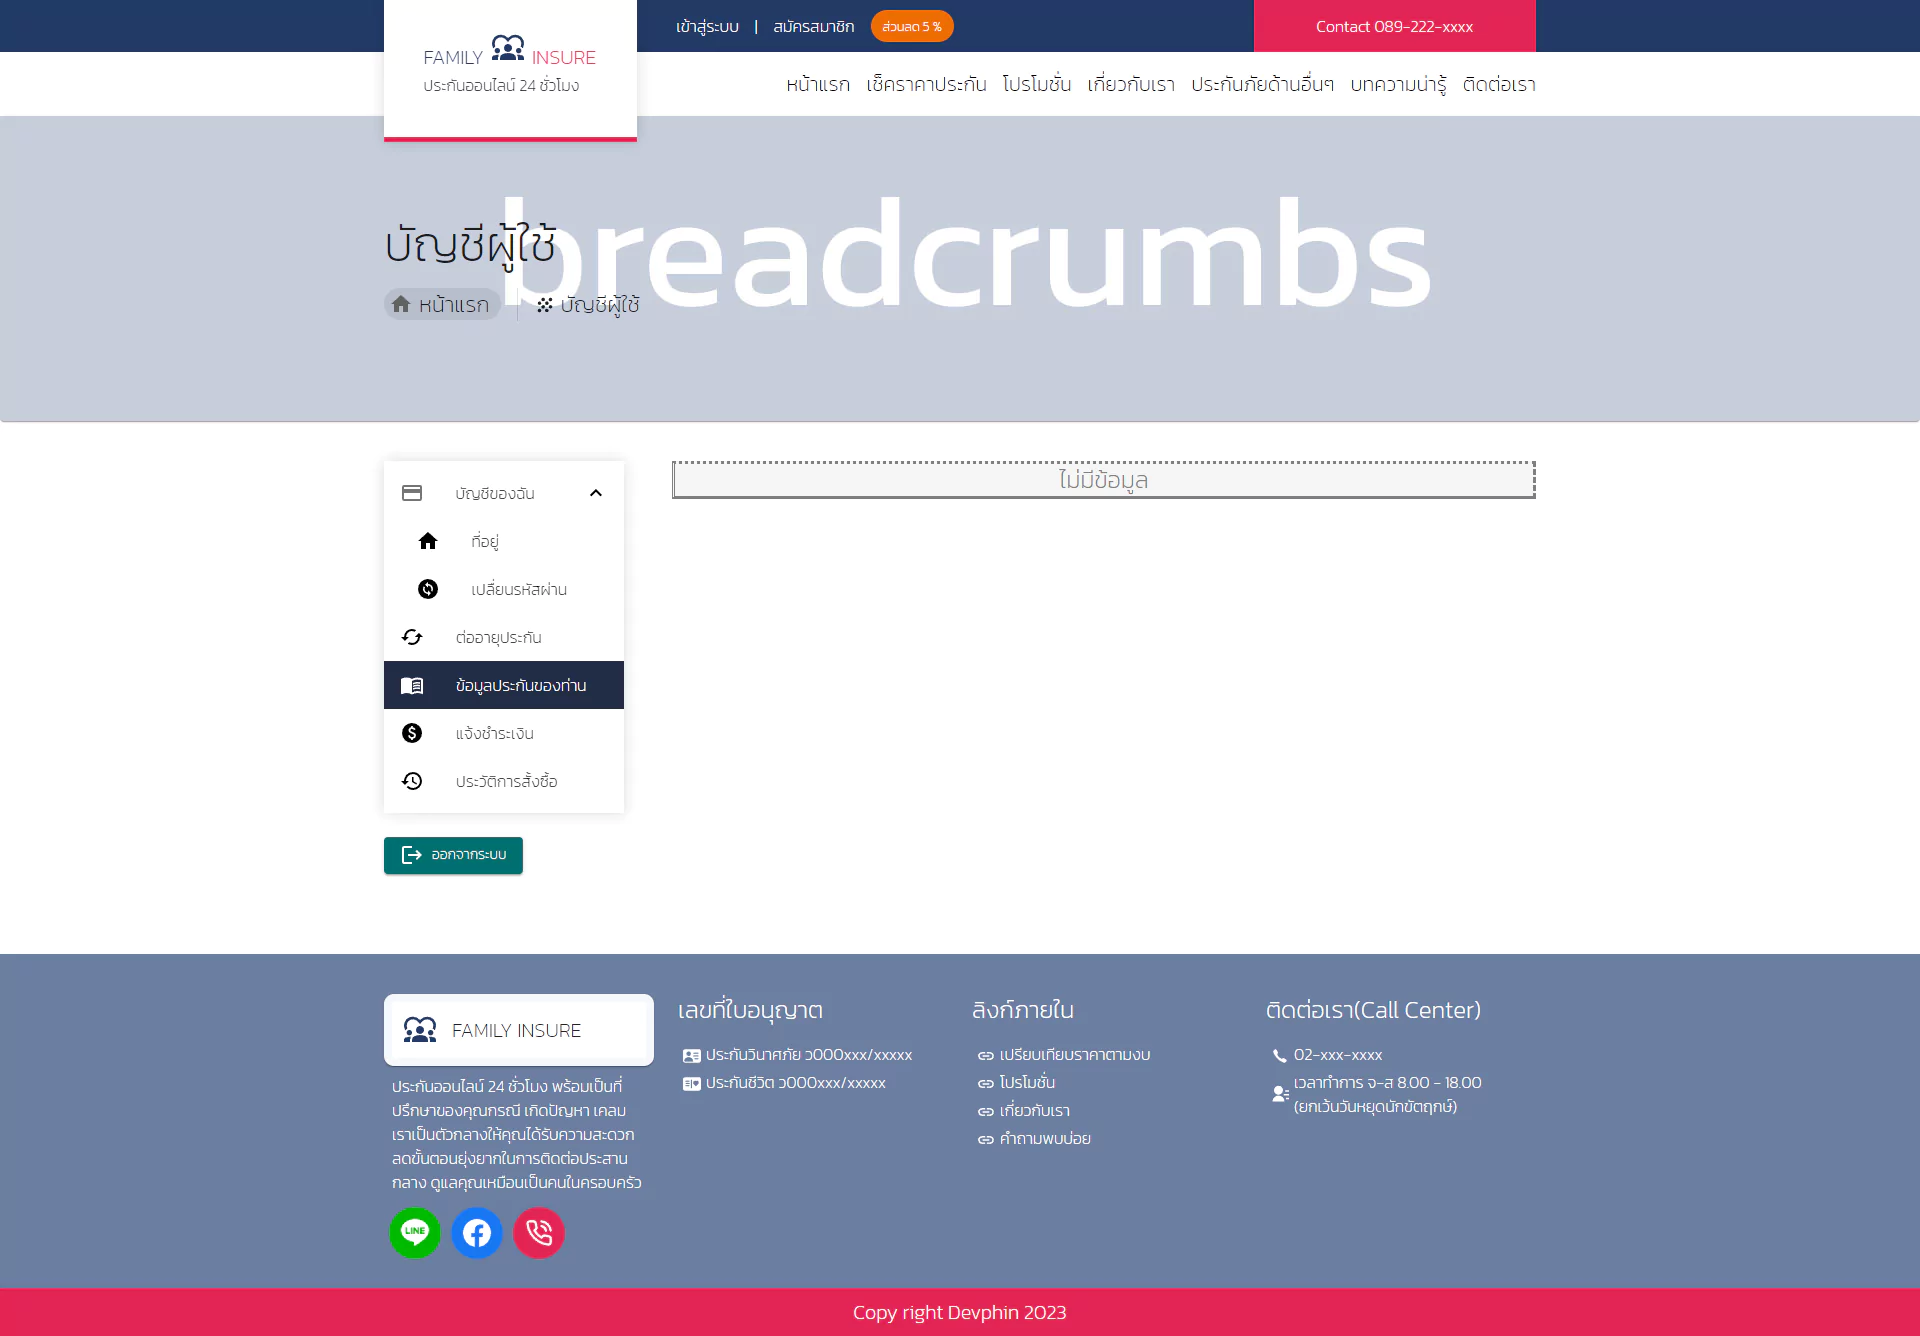 เข้าสู่ระบบ | สมัครสมาชิก ส่วนลด 5 %
Contact 089-222-xxxx
FAMILY INSURE
ประกันออนไลน์ 24 ชั่วโมง
หน้าแรก เช็คราคาประกัน โปรโมชั่น เกี่ยวกับเรา ประกันภัยด้านอื่นๆ บทความน่ารู้ ติดต่อเรา
breadcrumbs
บัญชีผู้ใช้
หน้าแรก บัญชีผู้ใช้
บัญชีของฉัน
ที่อยู่
เปลี่ยนรหัสผ่าน
ต่ออายุประกัน
ข้อมูลประกันของท่าน
แจ้งชำระเงิน
ประวัติการสั้งซื้อ
ออกจากระบบ
ไม่มีข้อมูล
FAMILY INSURE
ประกันออนไลน์ 24 ชั่วโมง พร้อมเป็นที่
ปรึกษาของคุณกรณี เกิดปัญหา เคลม
เราเป็นตัวกลางให้คุณได้รับความสะดวก
ลดขั้นตอนยุ่งยากในการติดต่อประสาน
กลาง ดูแลคุณเหมือนเป็นคนในครอบครัว
LINE
เลขที่ใบอนุญาต
ประกันวินาศภัย ว000xxx/xxxxx
ประกันชีวิต ว000xxx/xxxxx
ลิงก์ภายใน
เปรียบเทียบราคาตามงบ
โปรโมชั่น
เกี่ยวกับเรา
คำถามพบบ่อย
ติดต่อเรา(Call Center)
02-xxx-xxxx
เวลาทำการ จ-ส 8.00 - 18.00
(ยกเว้นวันหยุดนักขัตฤกษ์)
Copy right Devphin 2023